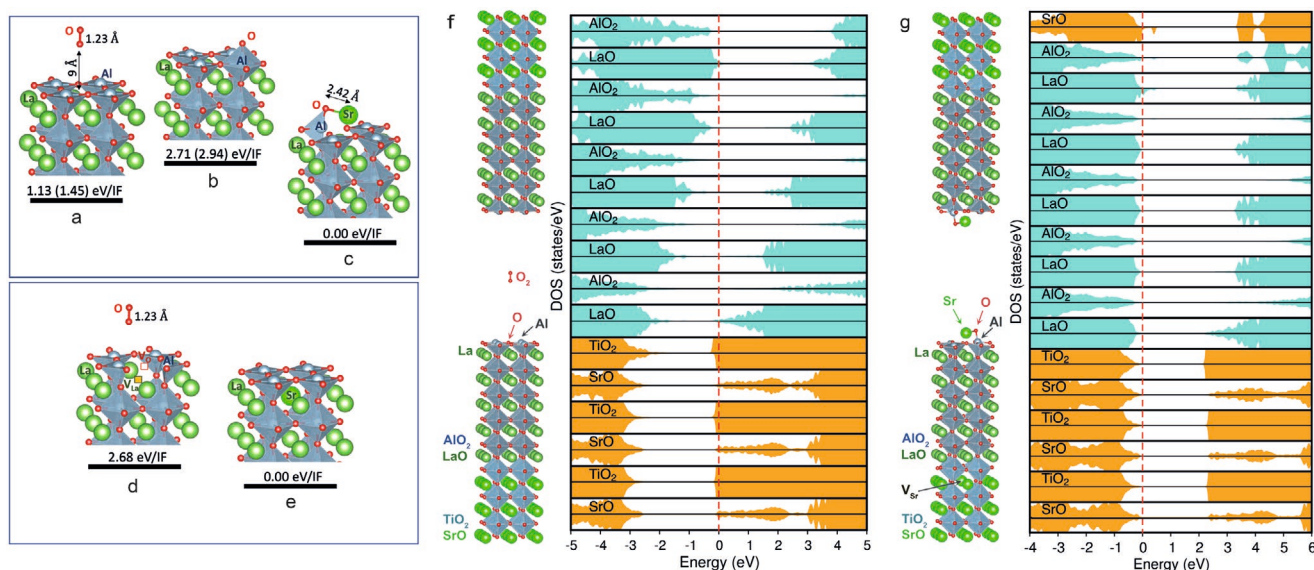 O
1.23 Å
9 Å
La
Al
1.13 (1.45) eV/IF
a
O
La
Al
2.71 (2.94) eV/IF
b
2.42 Å
O
Sr
Al
La
0.00 eV/IF
c
O
1.23 Å
La
V
Al
V_La
2.68 eV/IF
d
La
Sr
0.00 eV/IF
e
f
O₂
O
Al
La
AlO₂
LaO
TiO₂
SrO
DOS (states/eV)
AlO₂
LaO
AlO₂
LaO
AlO₂
LaO
AlO₂
LaO
AlO₂
LaO
TiO₂
SrO
TiO₂
SrO
TiO₂
SrO
-5 -4 -3 -2 -1 0 1 2 3 4 5
Energy (eV)
g
Sr
O
Al
La
AlO₂
LaO
V_Sr
TiO₂
SrO
DOS (states/eV)
SrO
AlO₂
LaO
AlO₂
LaO
AlO₂
LaO
AlO₂
LaO
AlO₂
LaO
TiO₂
SrO
TiO₂
SrO
TiO₂
SrO
-4 -3 -2 -1 0 1 2 3 4 5 6
Energy (eV)